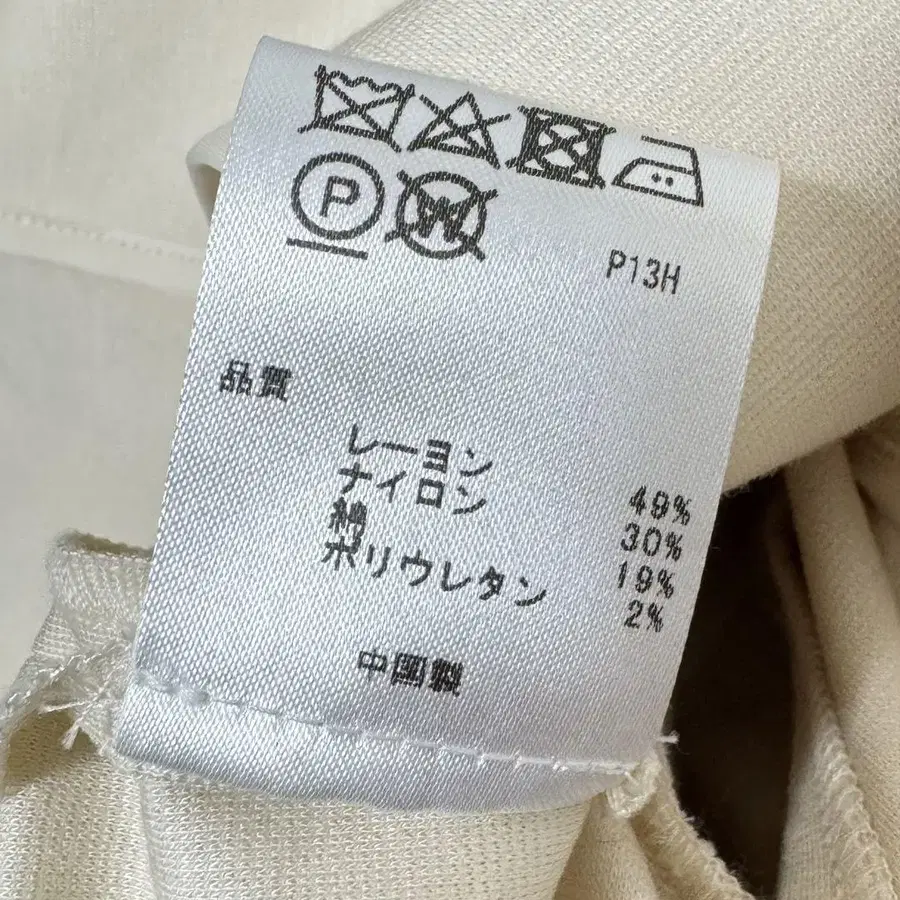 P W
P13H
品質
レーヨン 49%
ナイロン 30%
綿 19%
ポリウレタン 2%
中国製